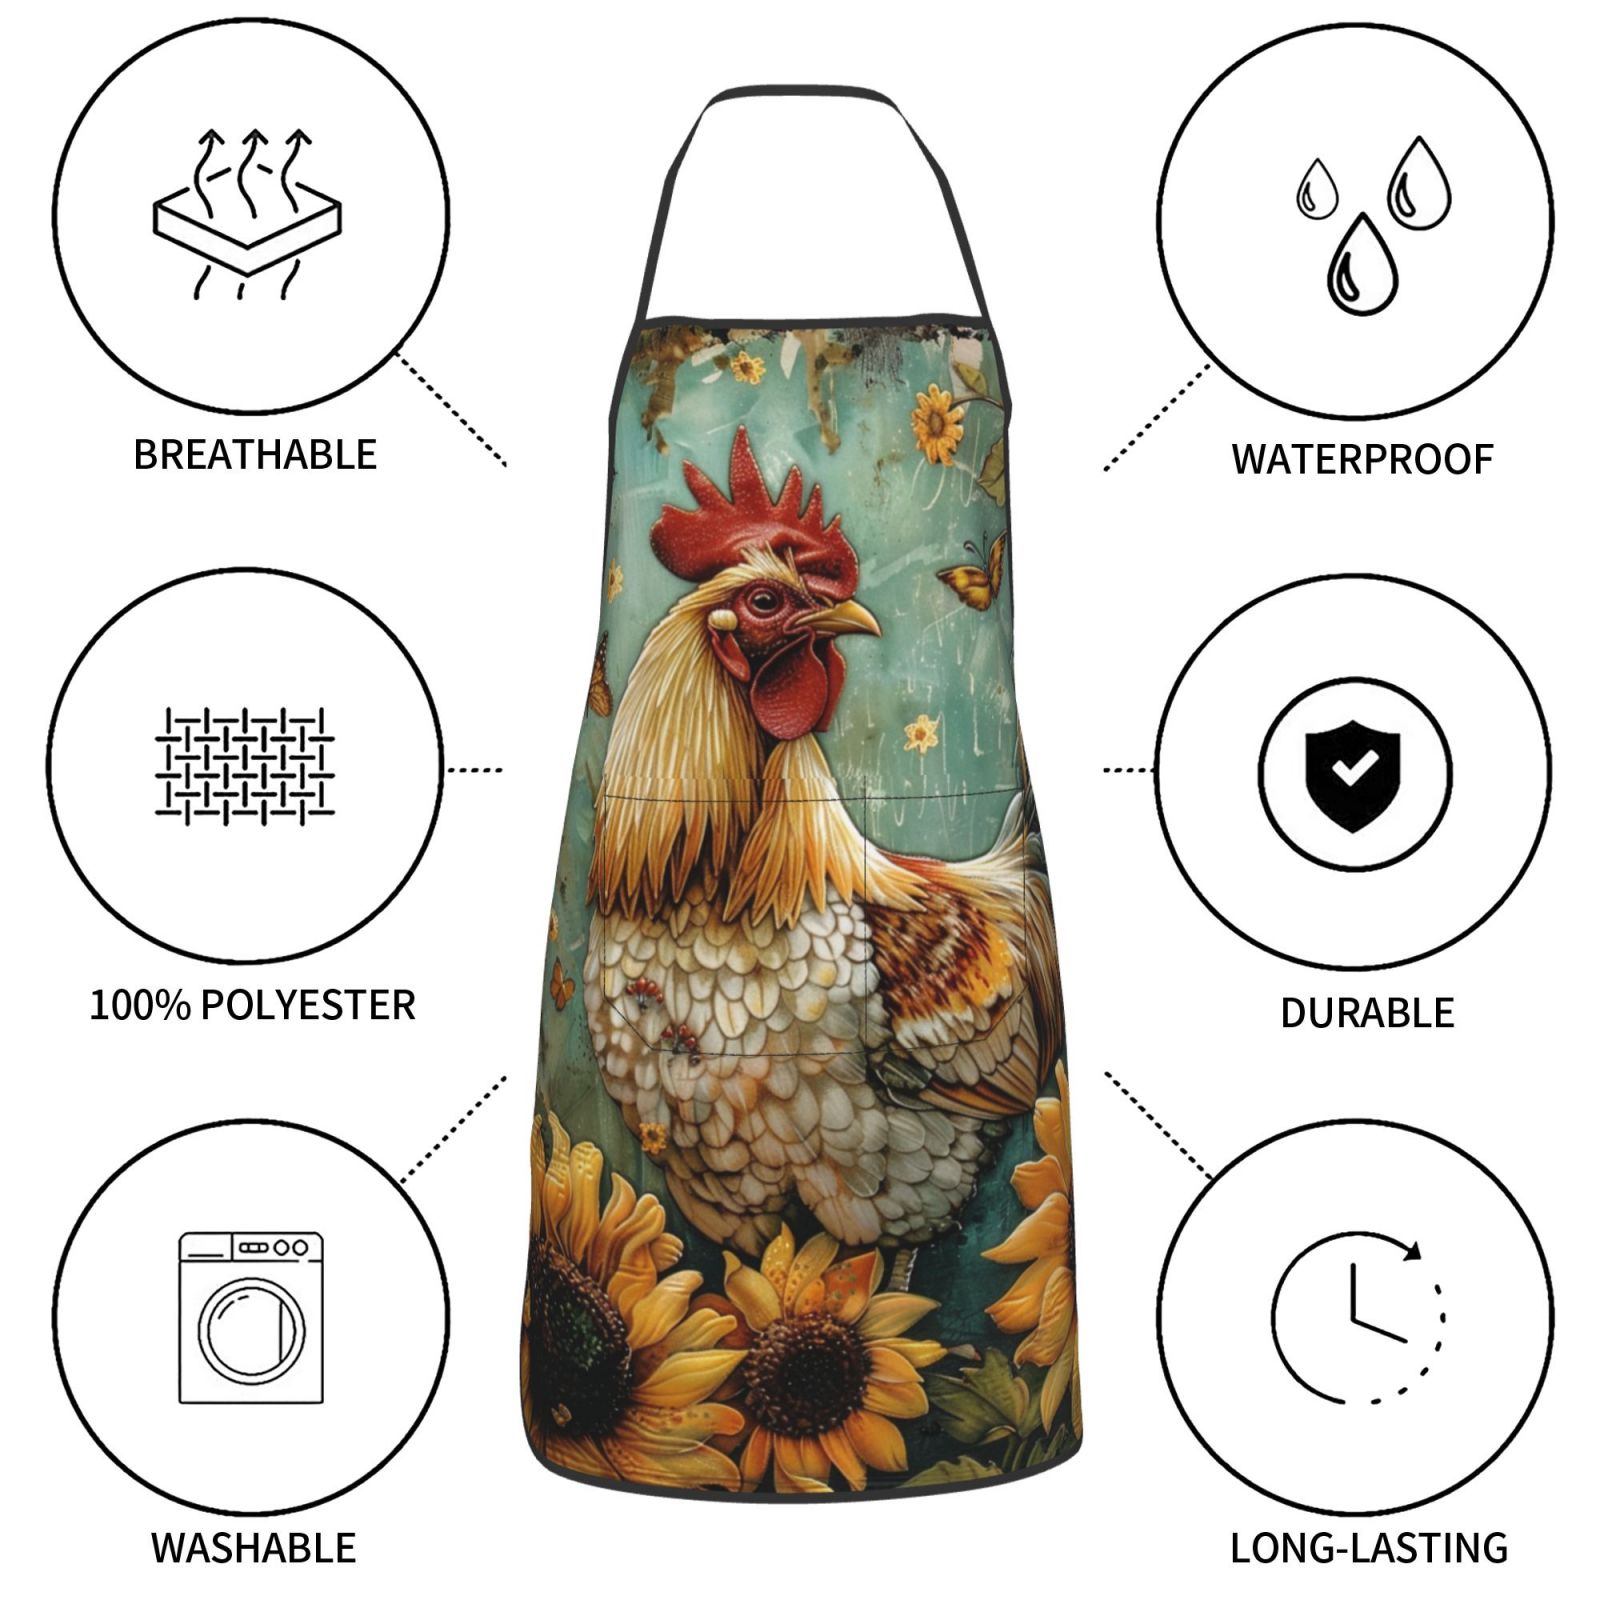 BREATHABLE
WATERPROOF
100% POLYESTER
DURABLE
WASHABLE
LONG-LASTING